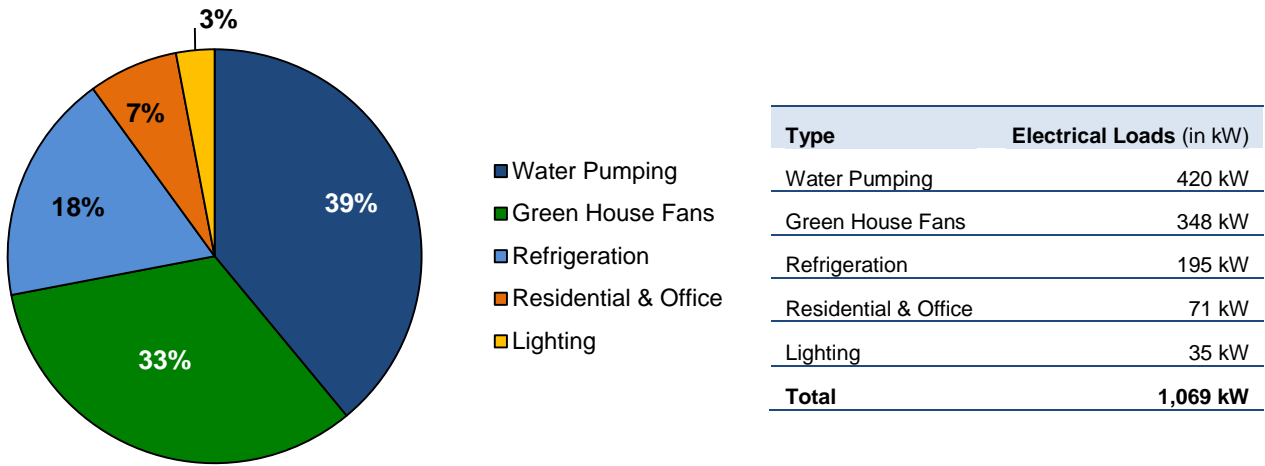 3%
7%
18%
39%
33%
Water Pumping
Green House Fans
Refrigeration
Residential & Office
Lighting
Type Electrical Loads (in kW)
Water Pumping 420 kW
Green House Fans 348 kW
Refrigeration 195 kW
Residential & Office 71 kW
Lighting 35 kW
Total 1,069 kW